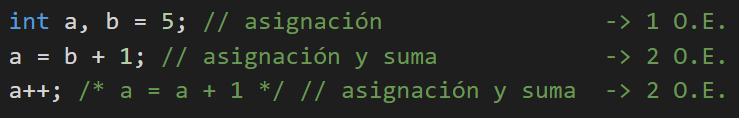 int a, b = 5; // asignación -> 1 O.E.
a = b + 1; // asignación y suma -> 2 O.E.
a++; /* a = a + 1 */ // asignación y suma -> 2 O.E.